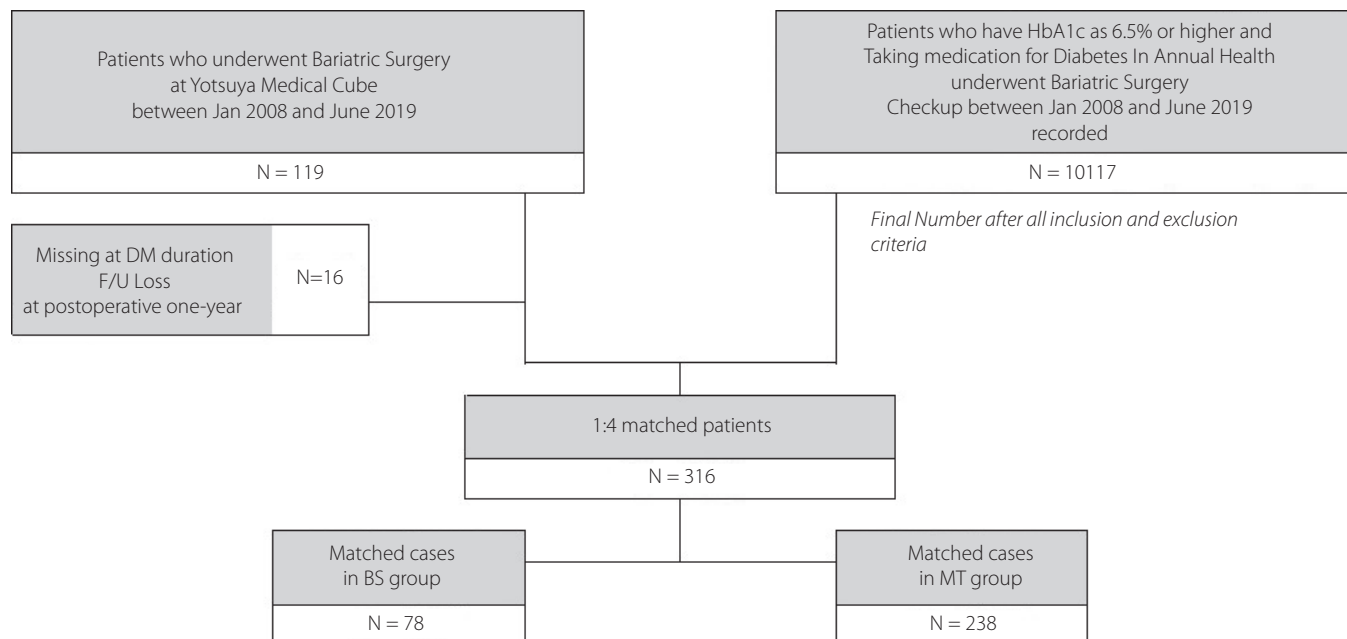 Patients who underwent Bariatric Surgery
at Yotsuya Medical Cube
between Jan 2008 and June 2019
N = 119
Patients who have HbA1c as 6.5% or higher and
Taking medication for Diabetes In Annual Health
underwent Bariatric Surgery
Checkup between Jan 2008 and June 2019
recorded
N = 10117
Final Number after all inclusion and exclusion
criteria
Missing at DM duration
F/U Loss
at postoperative one-year
N=16
1:4 matched patients
N = 316
Matched cases
in BS group
N = 78
Matched cases
in MT group
N = 238